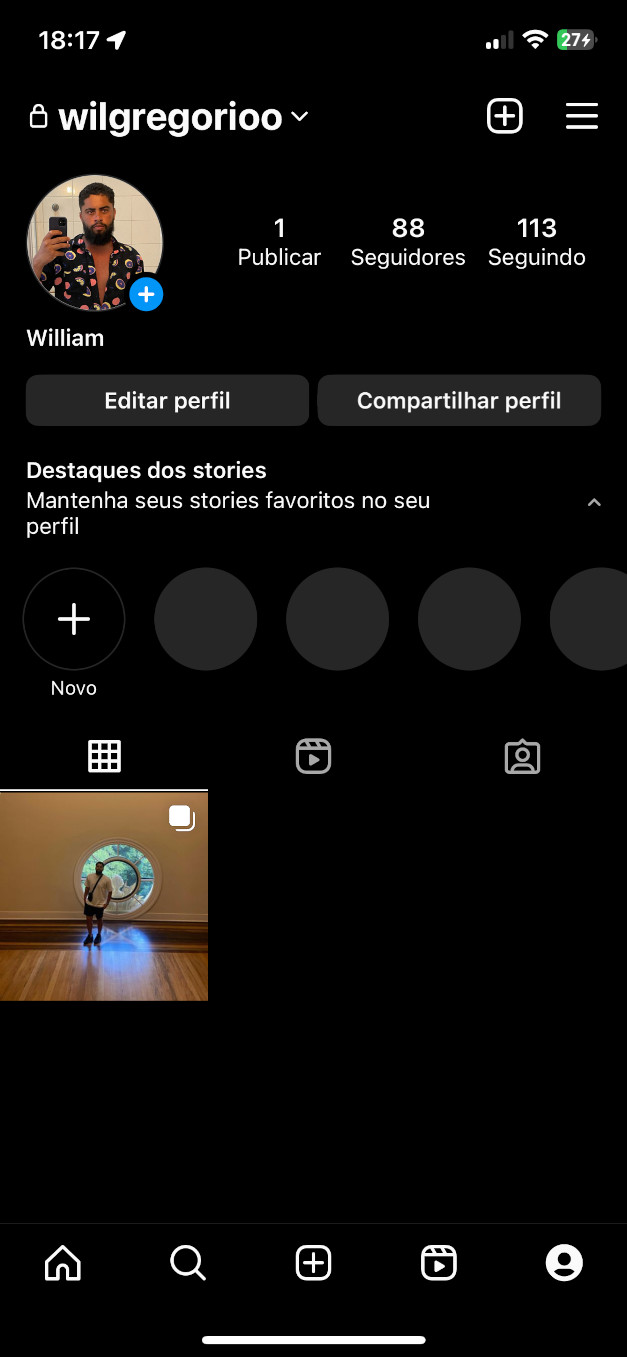 18:17
27
wilgregorioo
1 88 113
Publicar Seguidores Seguindo
William
Editar perfil Compartilhar perfil
Destaques dos stories
Mantenha seus stories favoritos no seu
perfil
Novo